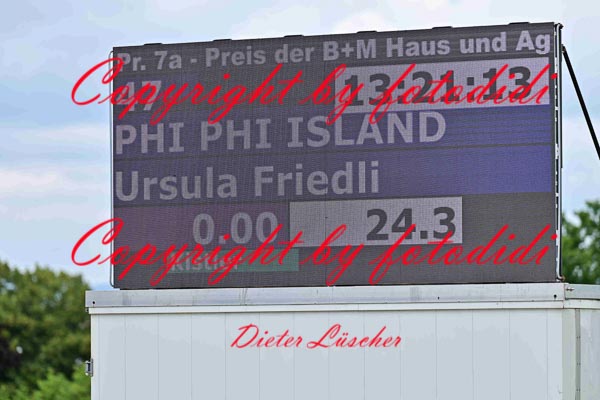 Pr. 7a - Preis der B+M Haus und Ag
Copyright by fotodidi
47 13:21:13
PHI PHI ISLAND
Ursula Friedli
0.00 24.3
Copyright by fotodidi
Dieter Lüscher